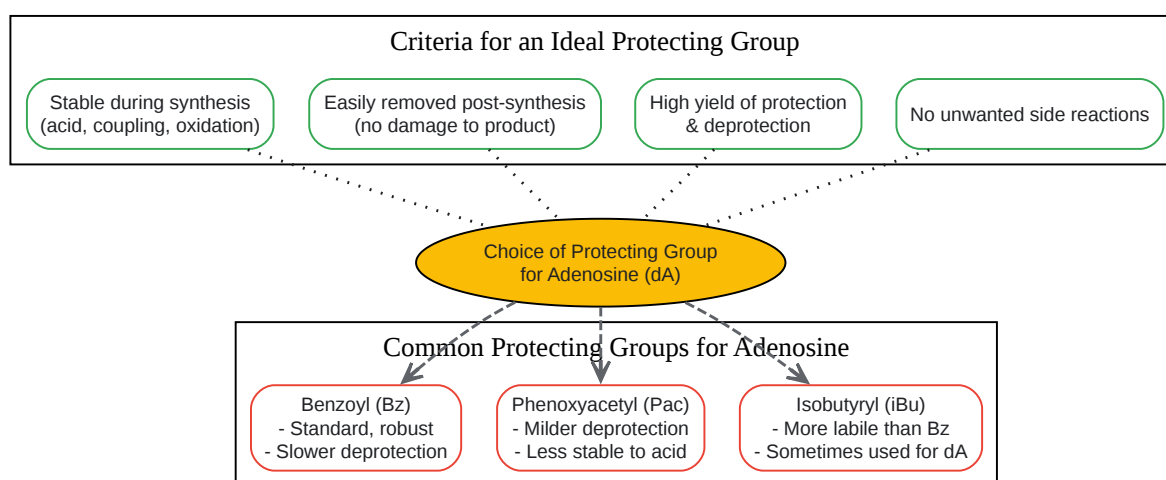 Criteria for an Ideal Protecting Group
Stable during synthesis
(acid, coupling, oxidation)
Easily removed post-synthesis
(no damage to product)
High yield of protection
& deprotection
No unwanted side reactions
Choice of Protecting Group
for Adenosine (dA)
Common Protecting Groups for Adenosine
Benzoyl (Bz)
- Standard, robust
- Slower deprotection
Phenoxyacetyl (Pac)
- Milder deprotection
- Less stable to acid
Isobutyryl (iBu)
- More labile than Bz
- Sometimes used for dA